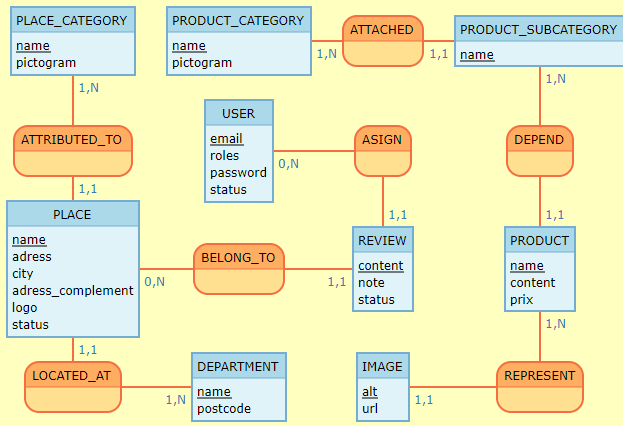 PLACE_CATEGORY
name
pictogram
PRODUCT_CATEGORY
name
pictogram
1,N
ATTACHED
1,1
PRODUCT_SUBCATEGORY
name
1,N
1,N
USER
email
roles
password
status
0,N
ASIGN
ATTRIBUTED_TO
DEPEND
1,1
1,1
1,1
PLACE
name
adress
city
adress_complement
logo
status
0,N
BELONG_TO
1,1
REVIEW
content
note
status
PRODUCT
name
content
prix
1,1
1,N
LOCATED_AT
1,N
DEPARTMENT
name
postcode
IMAGE
alt
url
1,1
REPRESENT